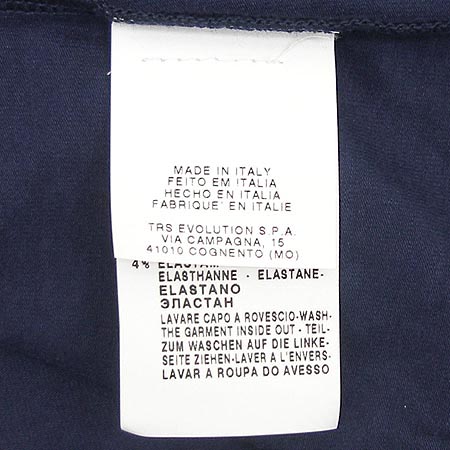 MADE IN ITALY
FEITO EM ITALIA
HECHO EN ITALIA
FABRIQUE' EN ITALIE
TRS EVOLUTION S.P.A.
VIA CAMPAGNA, 15
41010 COGNENTO (MO)
4%
ELASTHANNE - ELASTANE-
ELASTANO
ЭЛАСТАН
LAVARE CAPO A ROVESCIO-WASH-
THE GARMENT INSIDE OUT - TEIL-
ZUM WASCHEN AUF DIE LINKE-
SEITE ZIEHEN-LAVER A L'ENVERS-
LAVAR A ROUPA DO AVESSO